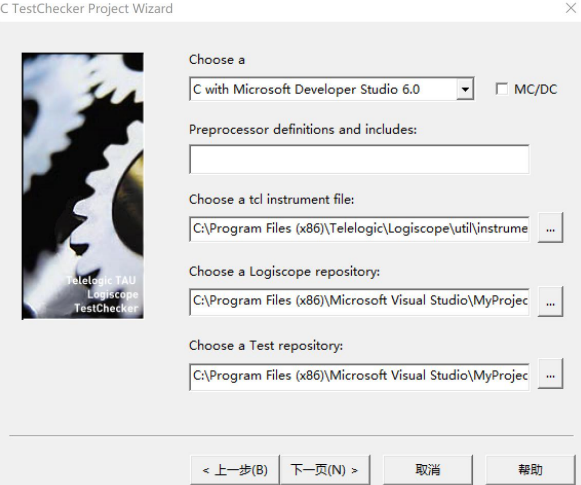 C TestChecker Project Wizard
Choose a
C with Microsoft Developer Studio 6.0
MC/DC
Preprocessor definitions and includes:
Choose a tcl instrument file:
C:\Program Files (x86)\Telelogic\Logiscope\util\instrume
...
Choose a Logiscope repository:
C:\Program Files (x86)\Microsoft Visual Studio\MyProjec
...
Choose a Test repository:
C:\Program Files (x86)\Microsoft Visual Studio\MyProjec
...
Telelogic TAU
Logiscope
TestChecker
< 上一步(B)
下一页(N) >
取消
帮助